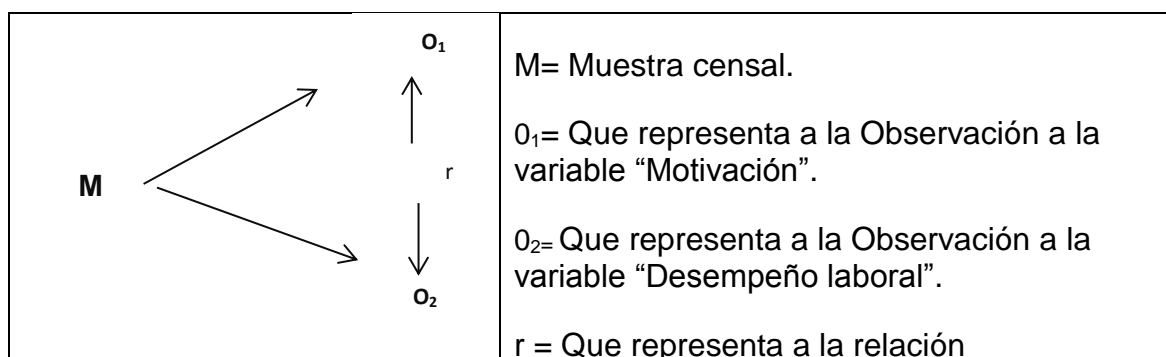 O₁
M
r
O₂
M= Muestra censal.
0₁= Que representa a la Observación a la
variable “Motivación”.
0₂= Que representa a la Observación a la
variable “Desempeño laboral”.
r = Que representa a la relación